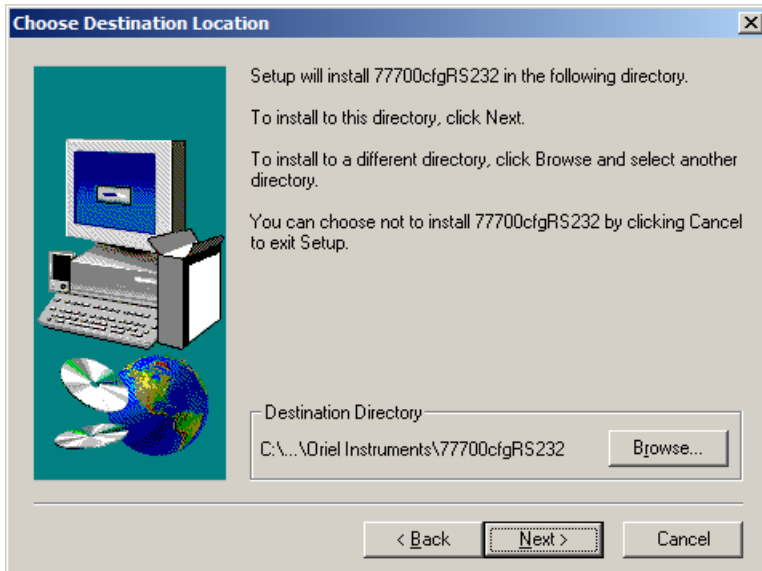 Choose Destination Location
Setup will install 77700cfgRS232 in the following directory.
To install to this directory, click Next.
To install to a different directory, click Browse and select another
directory.
You can choose not to install 77700cfgRS232 by clicking Cancel
to exit Setup.
Destination Directory
C:\...\Oriel Instruments\77700cfgRS232
Browse...
< Back
Next >
Cancel